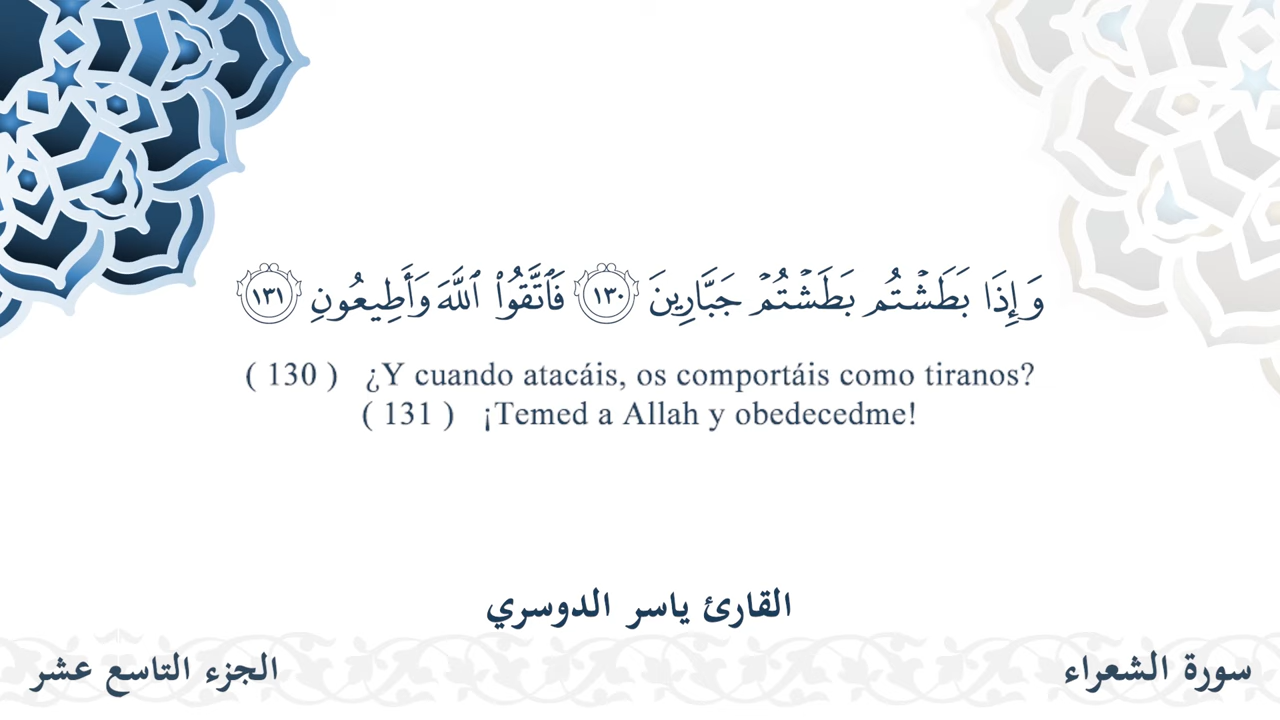 وَإِذَا بَطَشْتُم بَطَشْتُمْ جَبَّارِينَ ١٣٠ فَٱتَّقُوا۟ ٱللَّهَ وَأَطِيعُونِ ١٣١
( 130 ) ¿Y cuando atacáis, os comportáis como tiranos?
( 131 ) ¡Temed a Allah y obedecedme!
القارئ ياسر الدوسري
سورة الشعراء
الجزء التاسع عشر